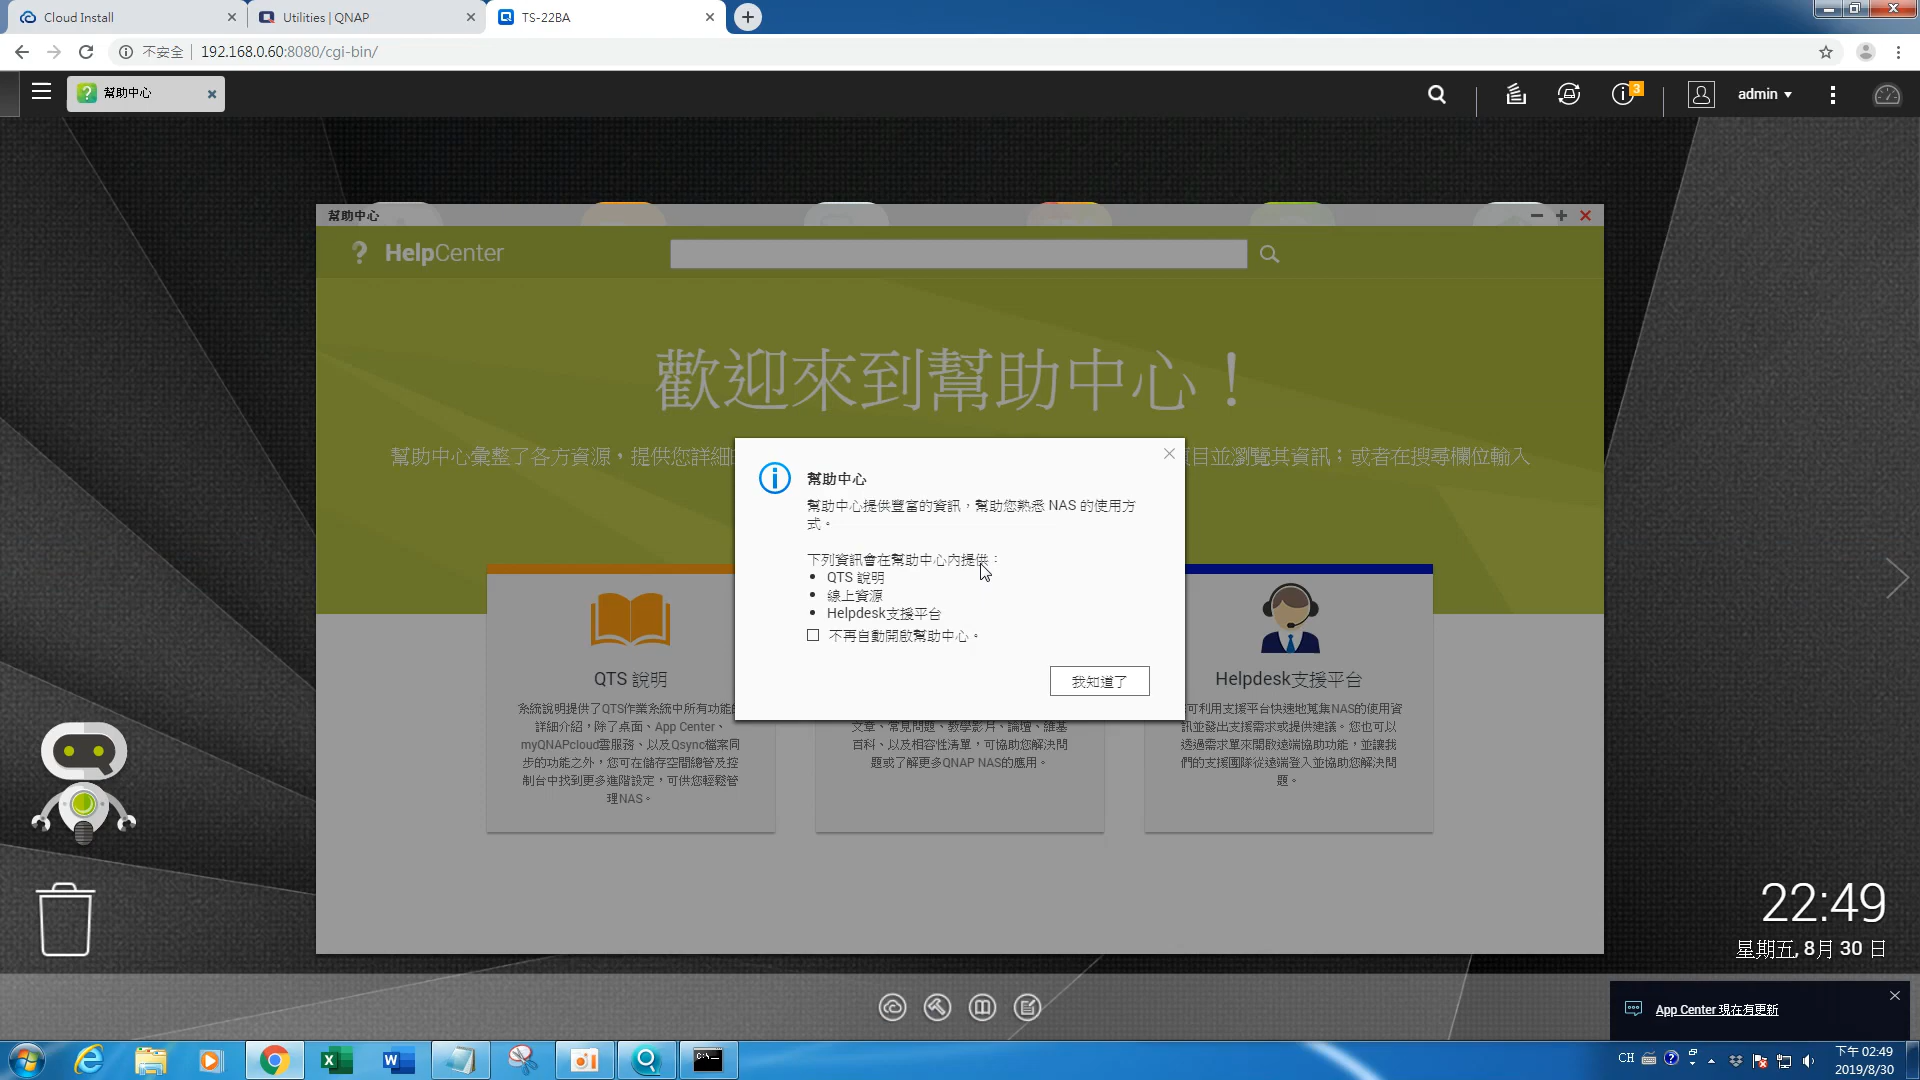 Cloud Install
Utilities | QNAP
TS-22BA
不安全
192.168.0.60:8080/cgi-bin/
幫助中心
3
admin
幫助中心
HelpCenter
歡迎來到幫助中心！
幫助中心彙整了各方資源，提供您詳細
目並瀏覽其資訊；或者在搜尋欄位輸入
幫助中心
幫助中心提供豐富的資訊，幫助您熟悉 NAS 的使用方
式。
下列資訊會在幫助中心內提供：
QTS 說明
線上資源
Helpdesk支援平台
不再自動開啟幫助中心。
我知道了
QTS 說明
系統說明提供了QTS作業系統中所有功能
詳細介紹，除了桌面、App Center、
myQNAPcloud雲服務、以及Qsync檔案同
步的功能之外，您可在儲存空間總管及控
制台中找到更多進階設定，可供您輕鬆管
理NAS。
文章、常見問題、教學影片、論壇、維基
百科、以及相容性清單，可協助您解決問
題或了解更多QNAP NAS的應用。
Helpdesk支援平台
可利用支援平台快速地蒐集NAS的使用資
訊並發出支援需求或提供建議。您也可以
透過需求單來開啟遠端協助功能，並讓我
們的支援團隊從遠端登入並協助您解決問
題。
22:49
星期五, 8月 30 日
App Center 現在有更新
CH
下午 02:49
2019/8/30